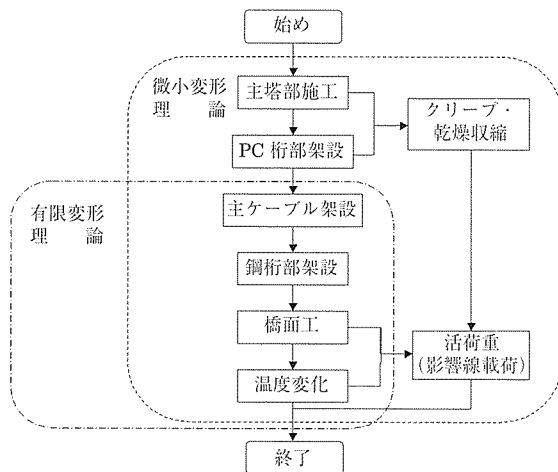 始め
微小変形
理　　論
主塔部施工
PC 桁部架設
クリープ・
乾燥収縮
有限変形
理　　論
主ケーブル架設
鋼桁部架設
橋面工
温度変化
活荷重
(影響線載荷)
終了